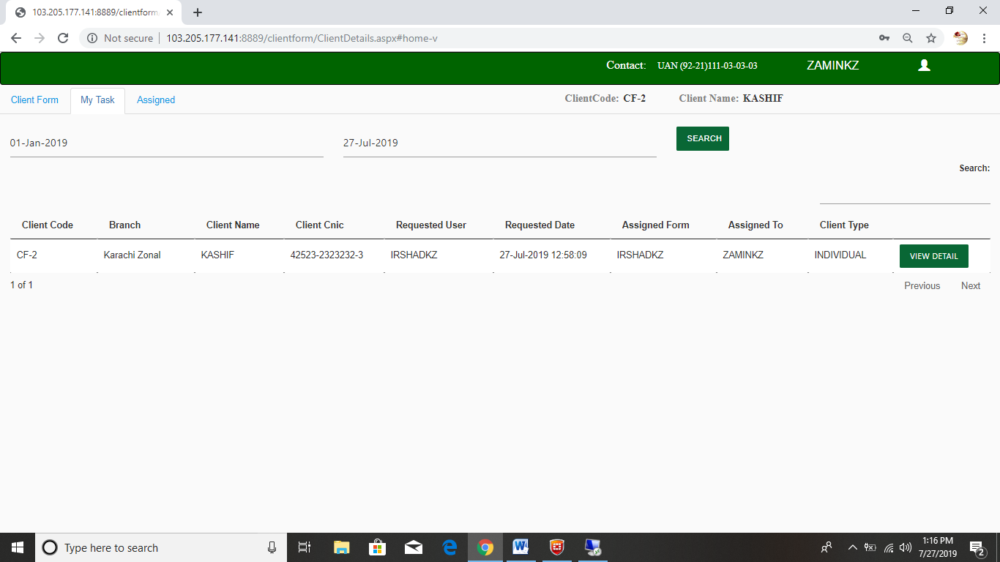 103.205.177.141:8889/clientform
Not secure 103.205.177.141:8889/clientform/ClientDetails.aspx#home-v
Contact: UAN (92-21)111-03-03-03 ZAMINKZ
Client Form My Task Assigned ClientCode: CF-2 Client Name: KASHIF
01-Jan-2019 27-Jul-2019 SEARCH
Search:
Client Code Branch Client Name Client Cnic Requested User Requested Date Assigned Form Assigned To Client Type
CF-2 Karachi Zonal KASHIF 42523-2323232-3 IRSHADKZ 27-Jul-2019 12:58:09 IRSHADKZ ZAMINKZ INDIVIDUAL VIEW DETAIL
1 of 1 Previous Next
Type here to search
1:16 PM
7/27/2019
2